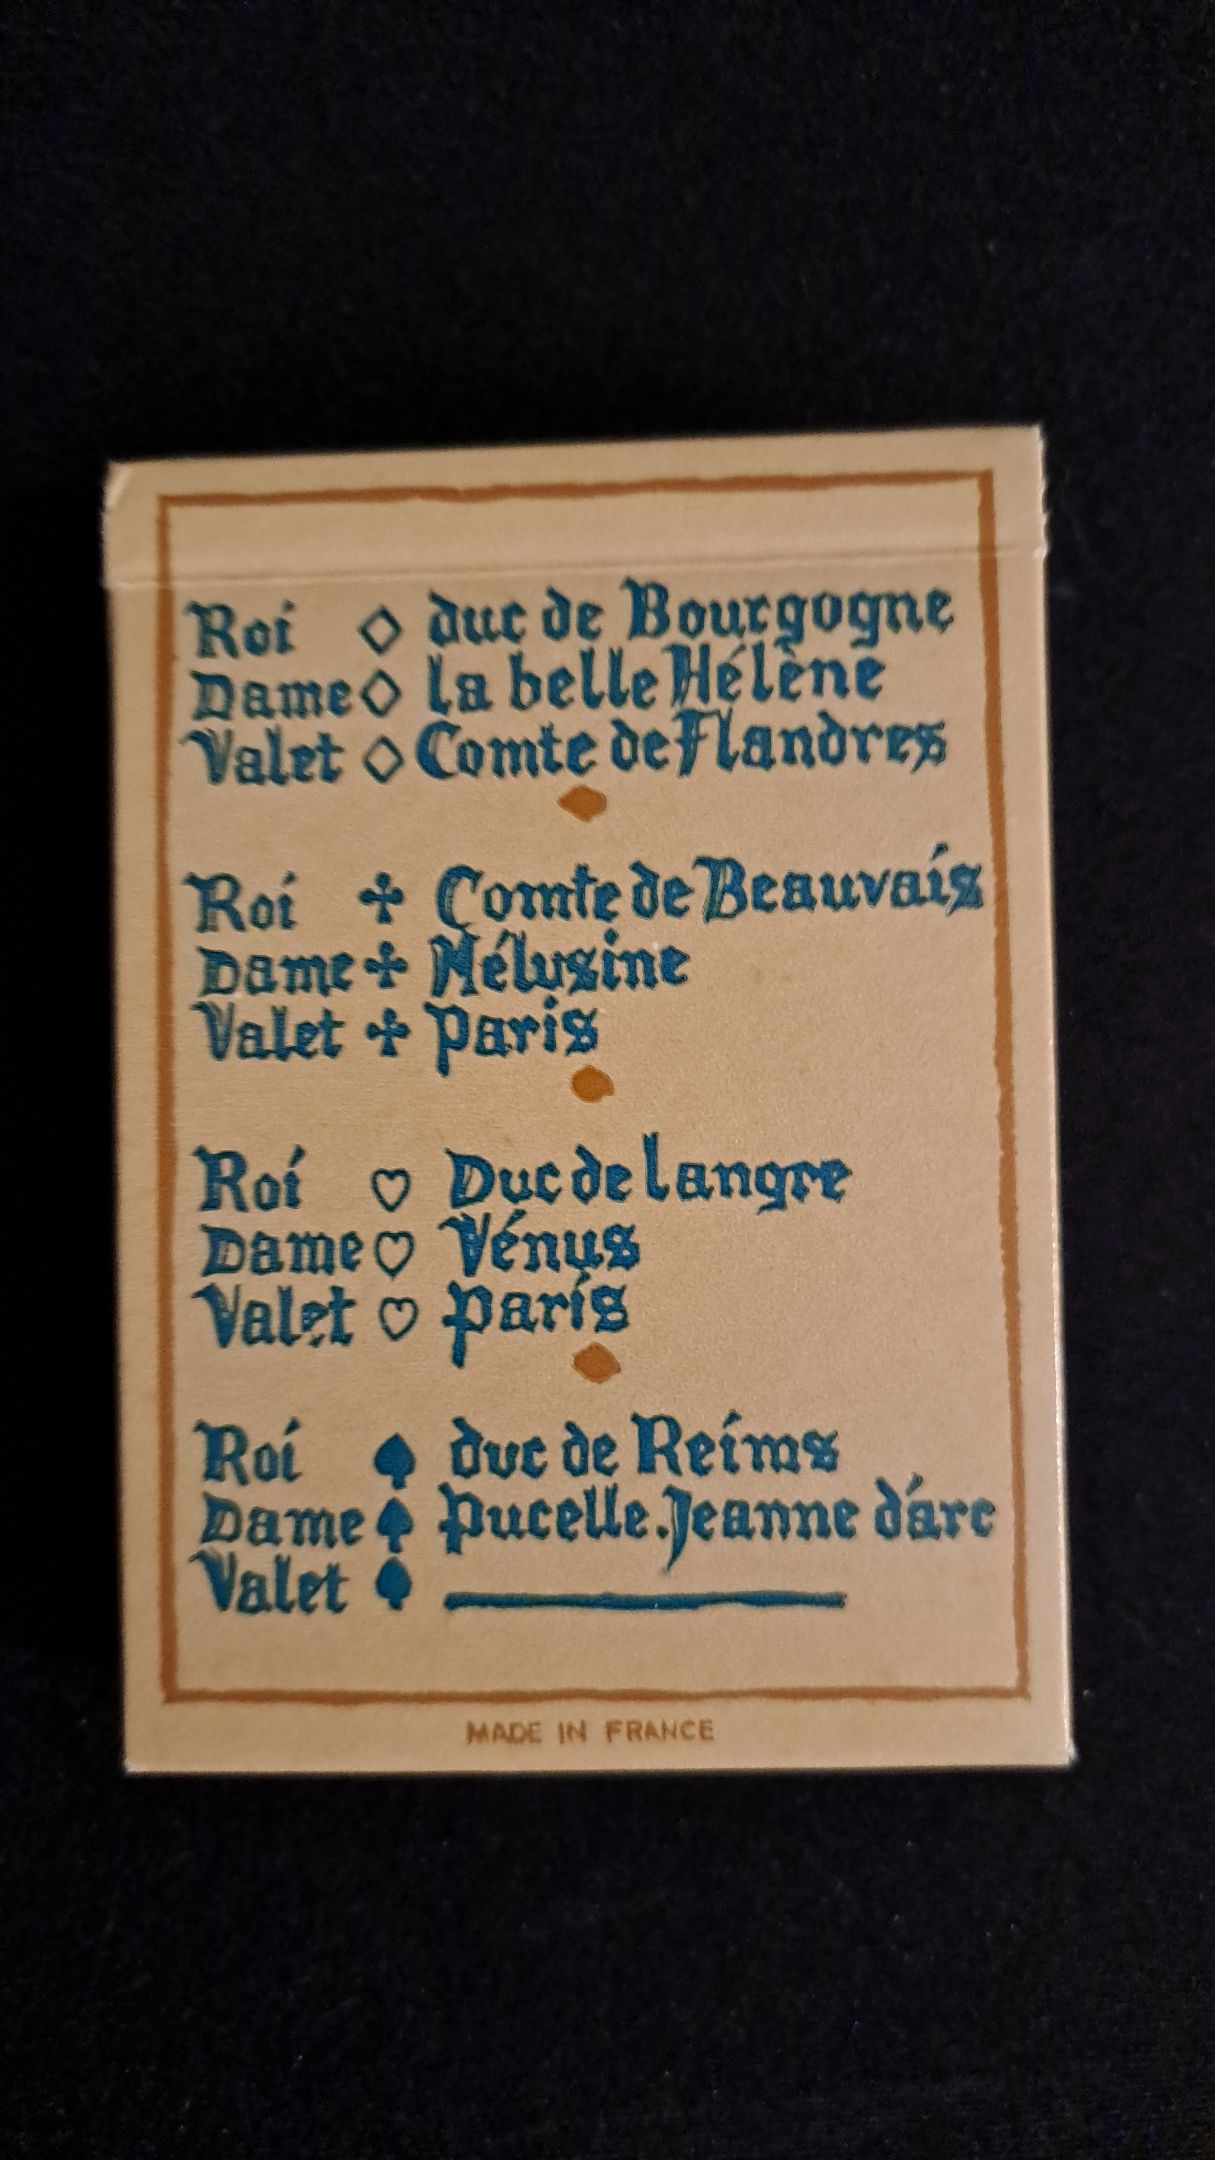 Roi ♢ duc de Bourgogne
Dame ♢ la belle Hélène
Valet ♢ Comte de Flandres
Roi ♣ Comte de Beauvais
Dame ♣ Mélusine
Valet ♣ Paris
Roi ♡ Duc de langre
Dame ♡ Vénus
Valet ♡ Paris
Roi ♠ duc de Reims
Dame ♠ Pucelle.Jeanne d'arc
Valet ♠
MADE IN FRANCE